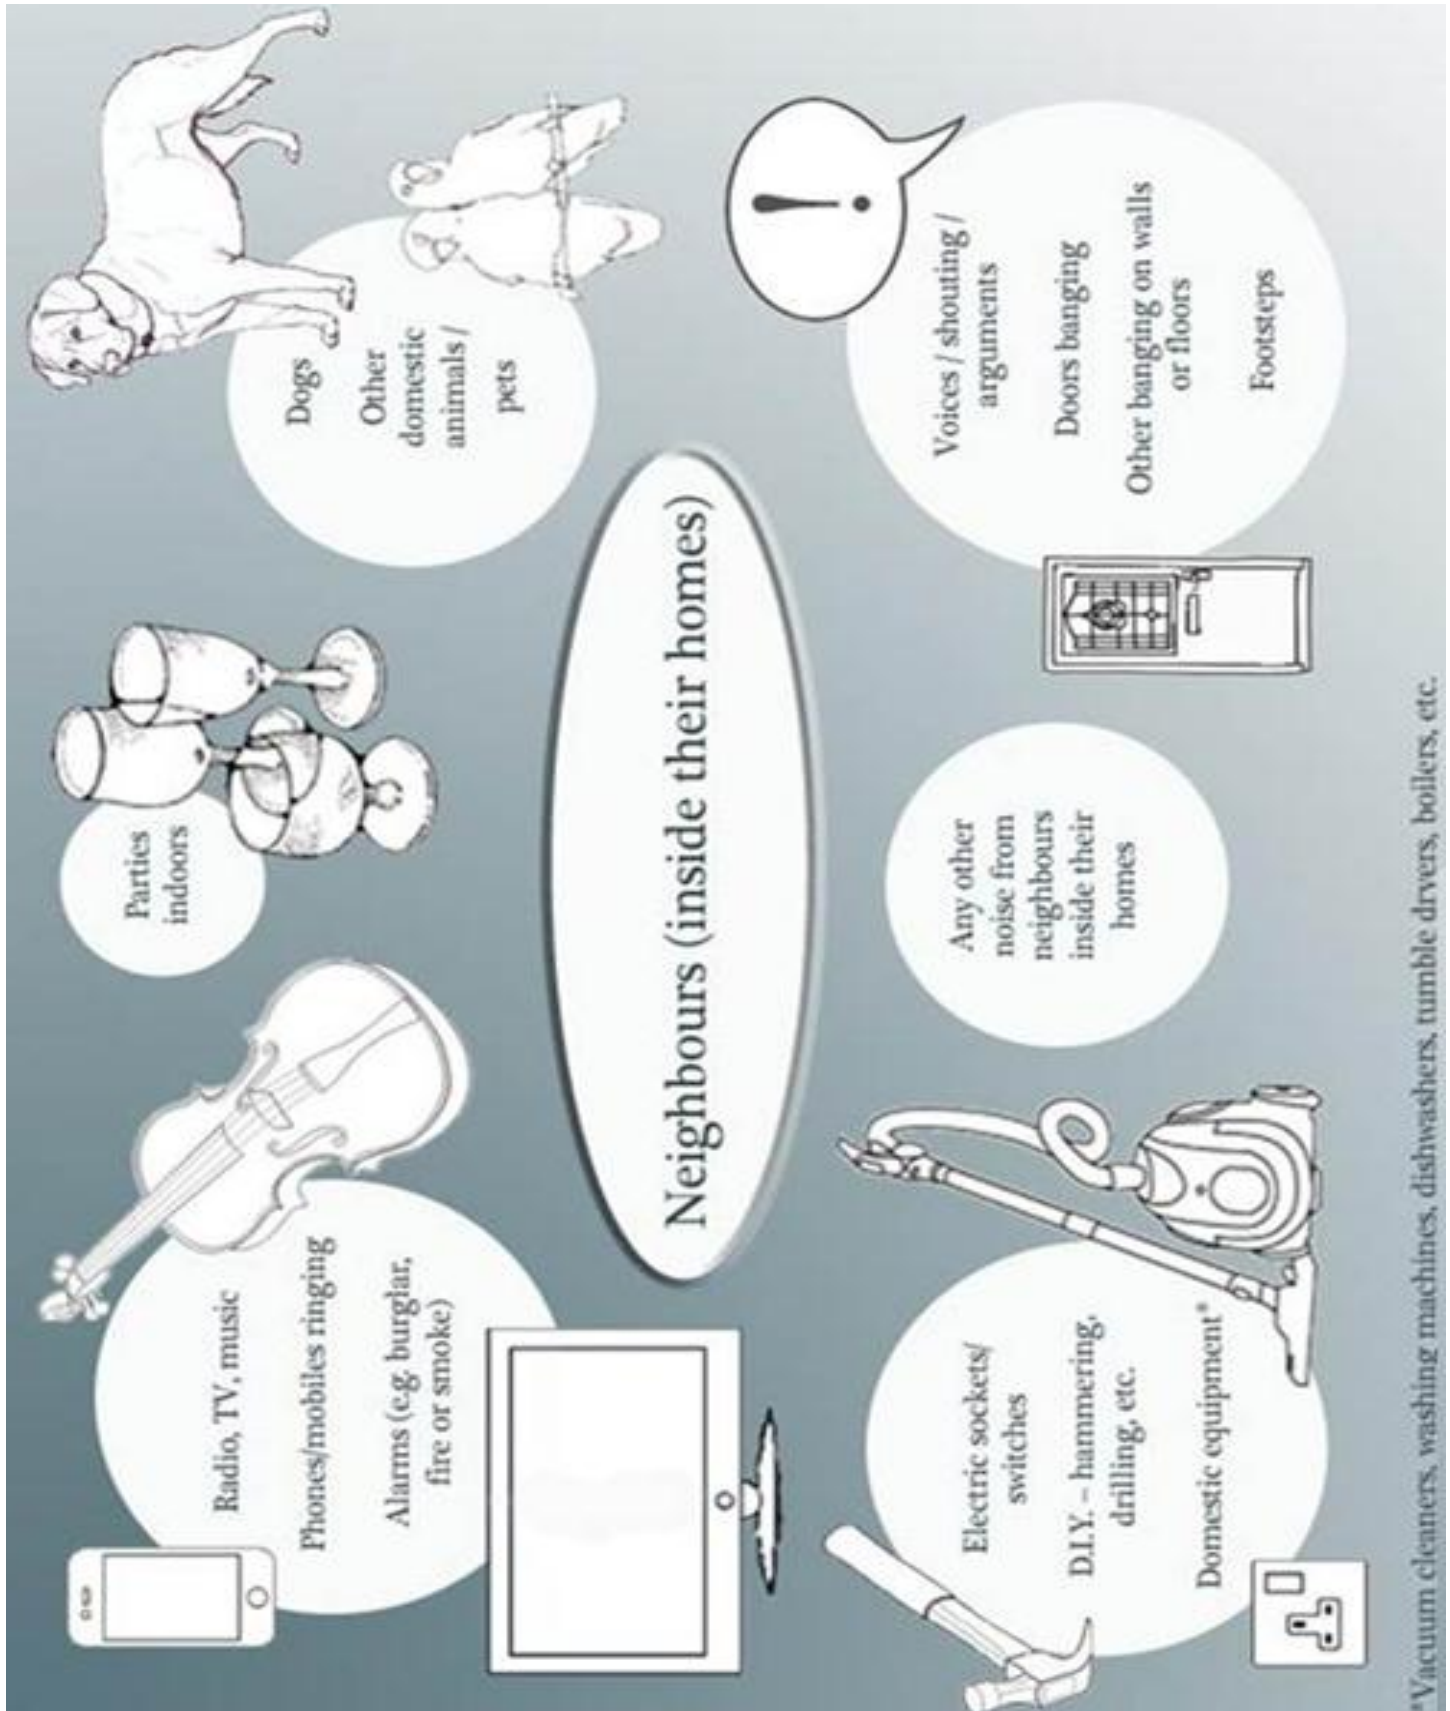 Radio, TV, music
Phones/mobiles ringing
Alarms (e.g. burglar,
fire or smoke)
Parties
indoors
Dogs
Other
domestic
animals /
pets
Neighbours (inside their homes)
Electric sockets/
switches
D.I.Y. – hammering,
drilling, etc.
Domestic equipment*
Any other
noise from
neighbours
inside their
homes
!
Voices / shouting /
arguments
Doors banging
Other banging on walls
or floors
Footsteps
*Vacuum cleaners, washing machines, dishwashers, tumble dryers, boilers, etc.